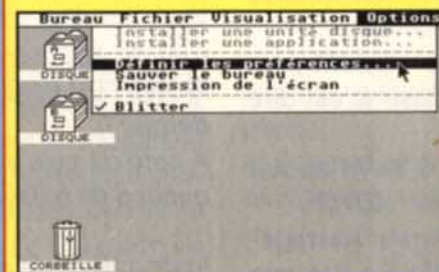 Bureau Fichier Visualisation Options
Installer une unité disque...
Installer une application...
Définir les préférences...
Sauver le bureau
Impression de l'écran
✓ Blitter
DISQUE
DISQUE
CORBEILLE